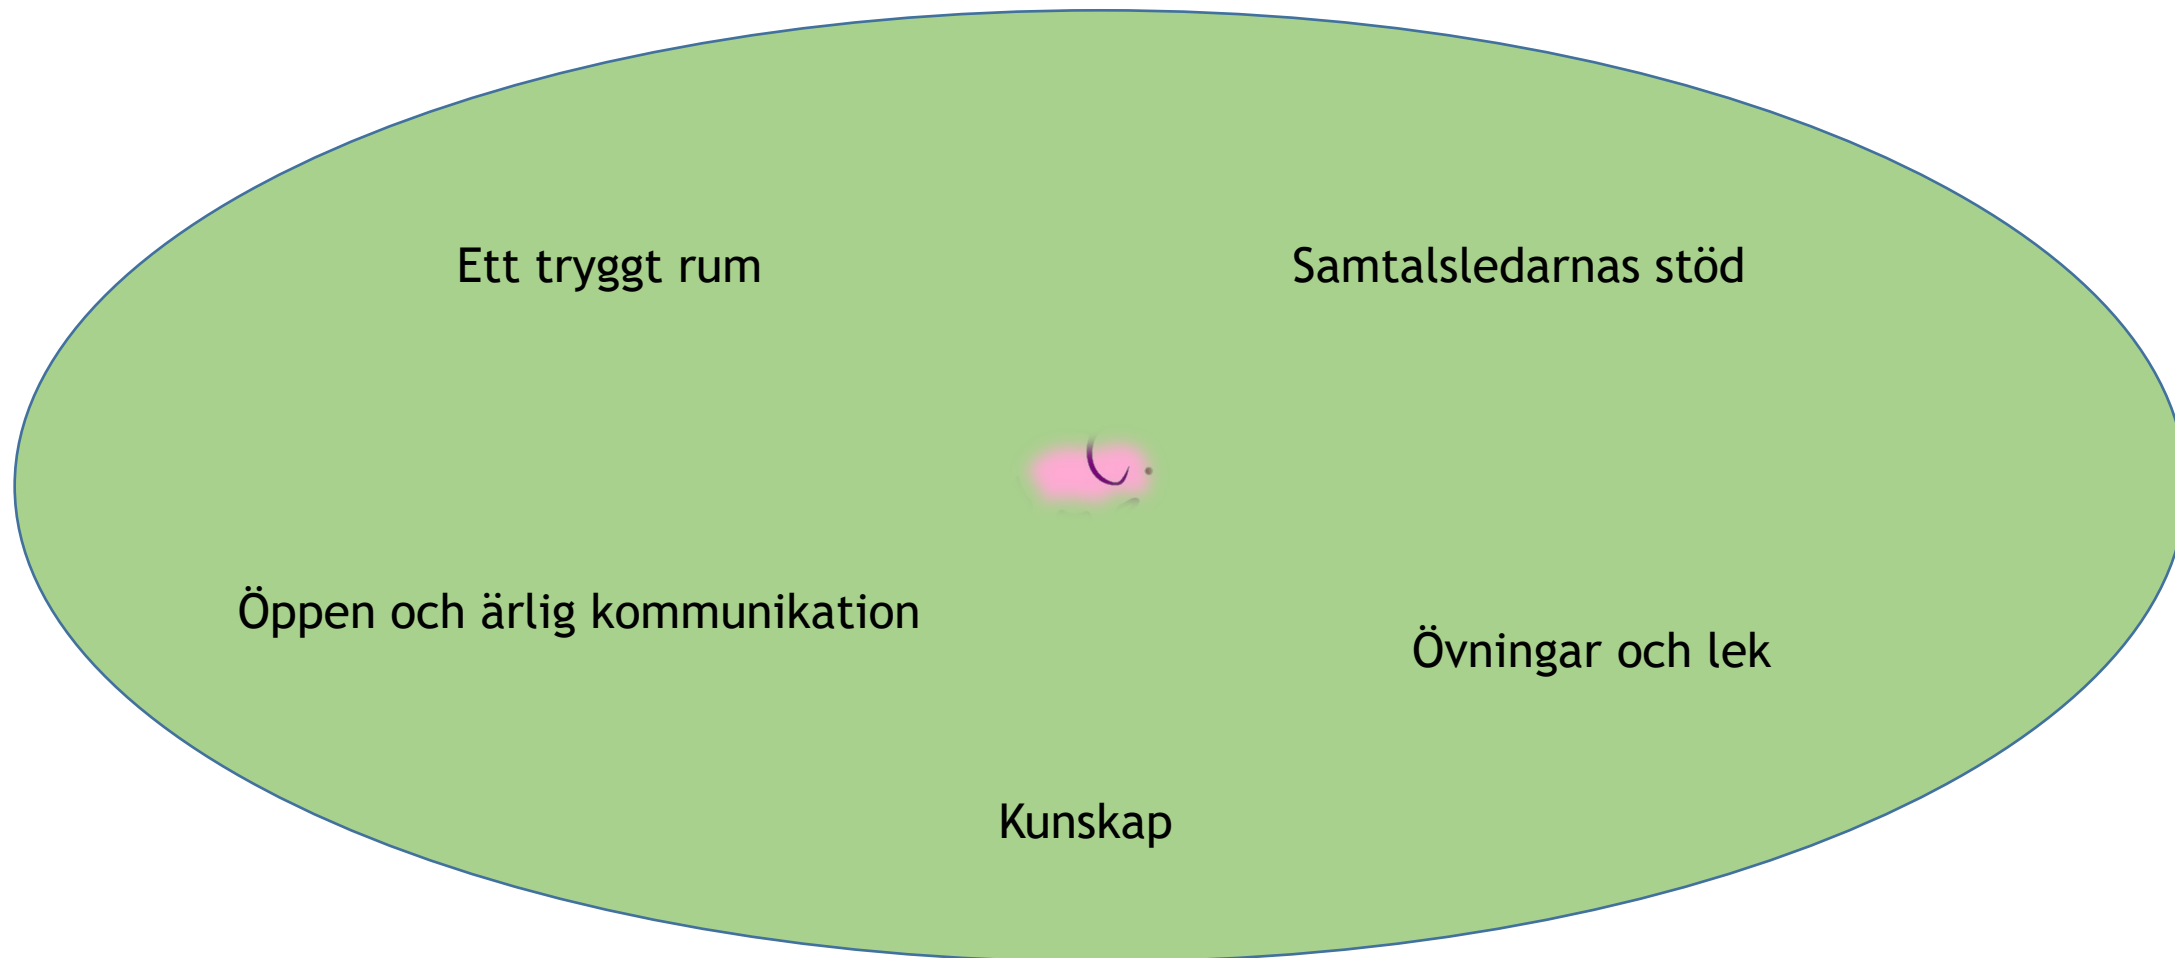 Ett tryggt rum
Samtalsledarnas stöd
Öppen och ärlig kommunikation
Övningar och lek
Kunskap